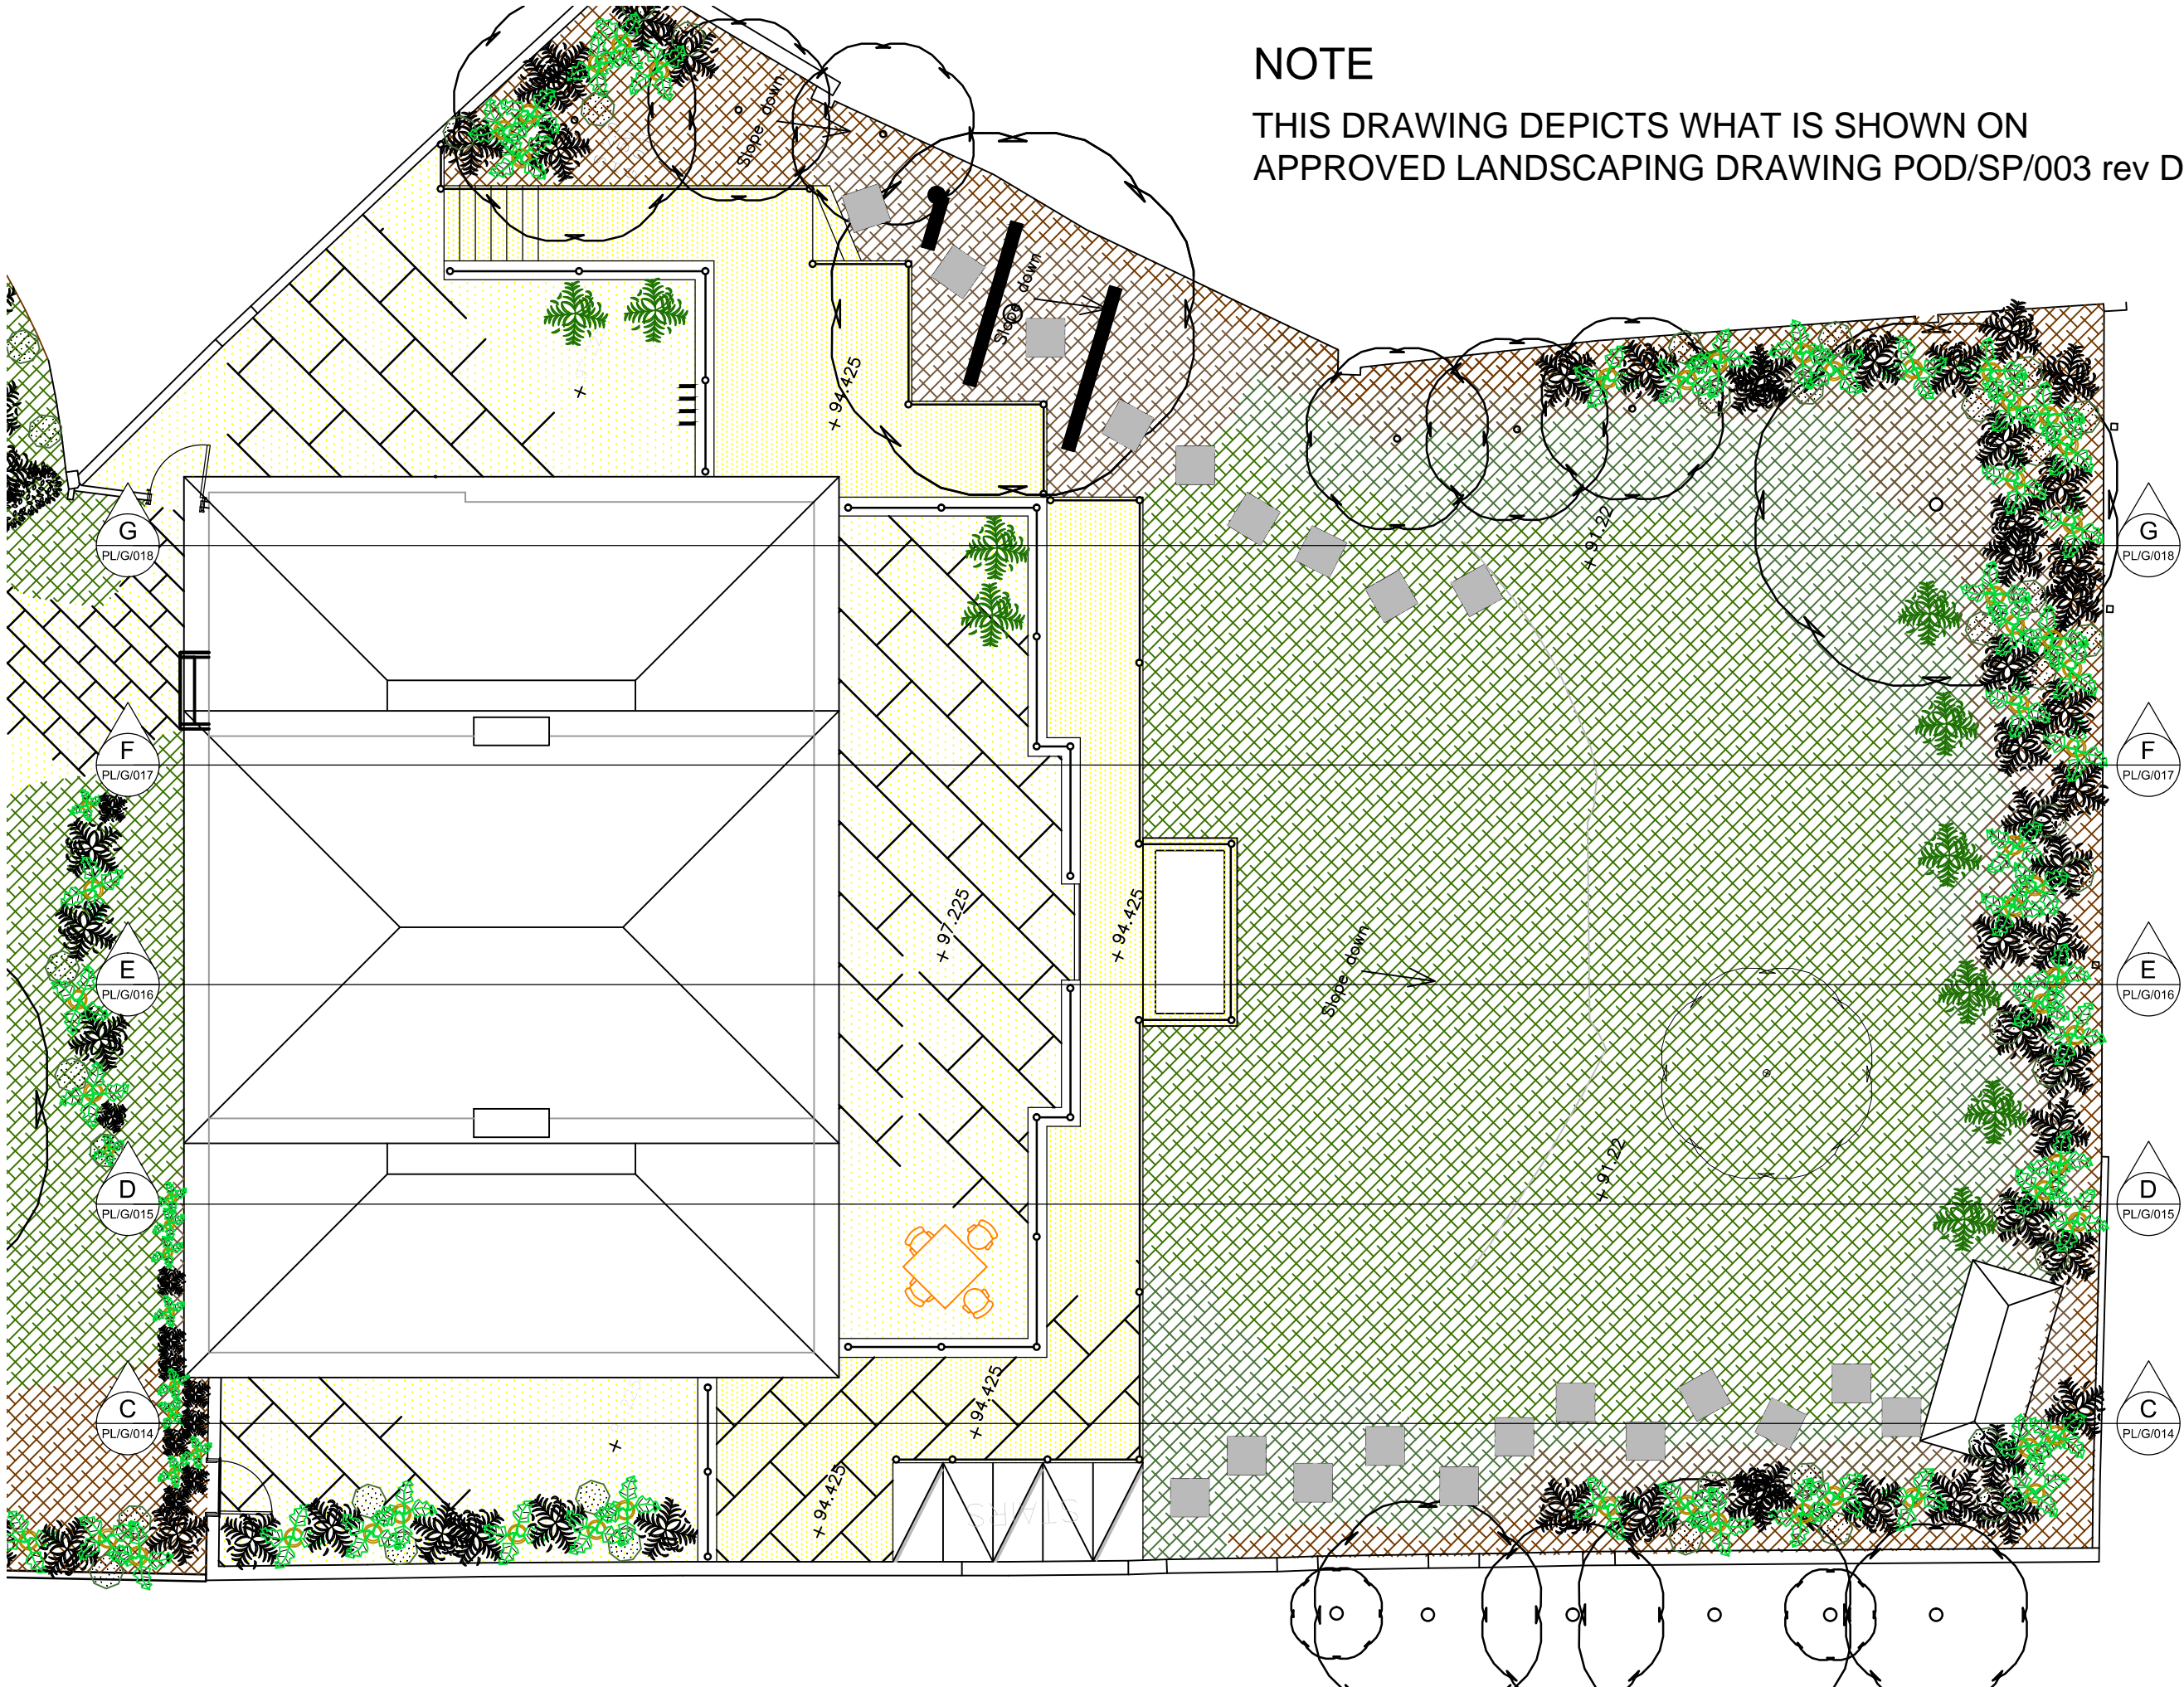 NOTE
THIS DRAWING DEPICTS WHAT IS SHOWN ON
APPROVED LANDSCAPING DRAWING POD/SP/003 rev D
Slope down
Slope down
+ 94.425
G
PL/G/018
+ 91.22
G
PL/G/018
F
PL/G/017
F
PL/G/017
+ 97.225
+ 94.425
Slope down
E
PL/G/016
E
PL/G/016
D
PL/G/015
+ 91.22
D
PL/G/015
C
PL/G/014
+ 94.425
C
PL/G/014
+ 94.425
STAIRS